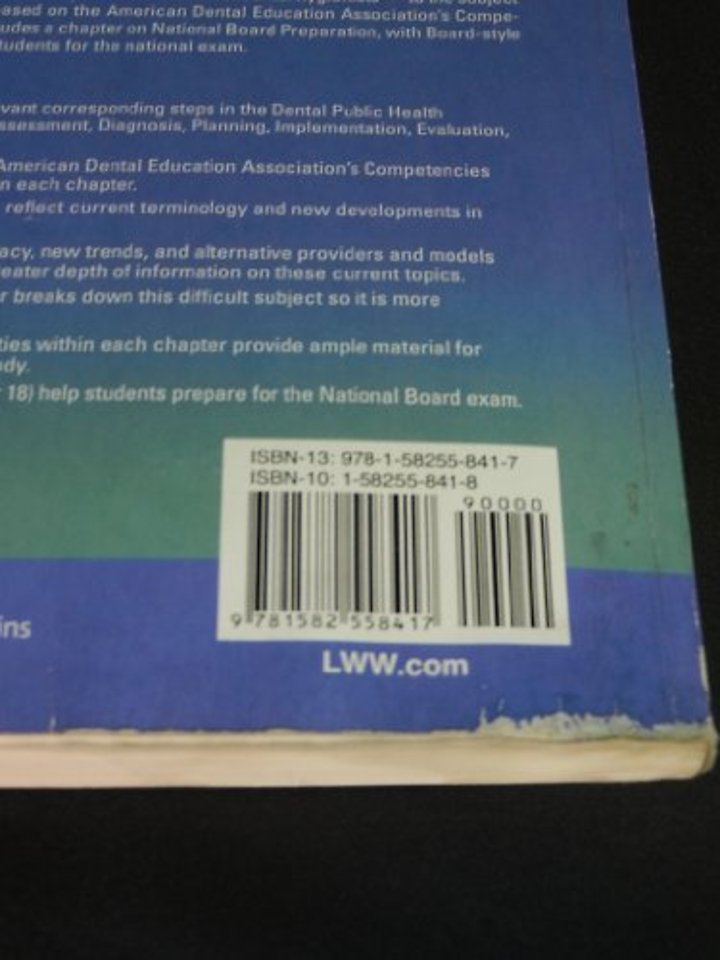 to the subject
ased on the American Dental Education Association's Compe-
udes a chapter on National Board Preparation, with Board-style
tudents for the national exam.
vant corresponding steps in the Dental Public Health
ssessment, Diagnosis, Planning, Implementation, Evaluation,
American Dental Education Association's Competencies
n each chapter.
reflect current terminology and new developments in
acy, new trends, and alternative providers and models
eater depth of information on these current topics.
r breaks down this difficult subject so it is more
ties within each chapter provide ample material for
dy.
r 18) help students prepare for the National Board exam.
ISBN-13: 978-1-58255-841-7
ISBN-10: 1-58255-841-8
90000
9 781582 558417
ins
LWW.com